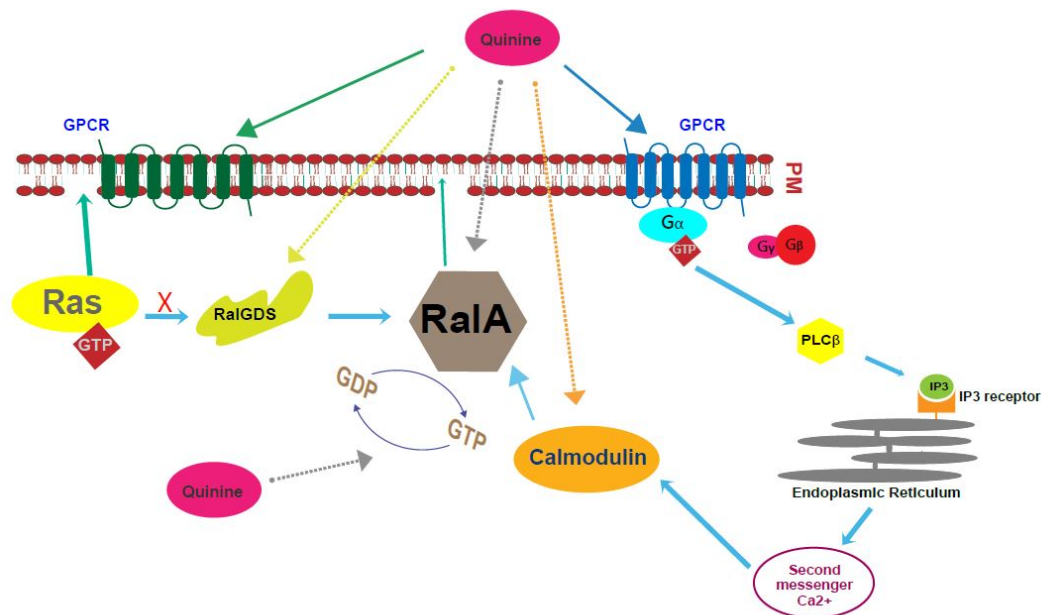 Quinine
GPCR
GPCR
PM
Gα
GTP
Gγ
Gβ
Ras
GTP
X
RalGDS
RalA
PLCβ
GDP
GTP
IP3
IP3 receptor
Calmodulin
Quinine
Endoplasmic Reticulum
Second
messenger
Ca2+